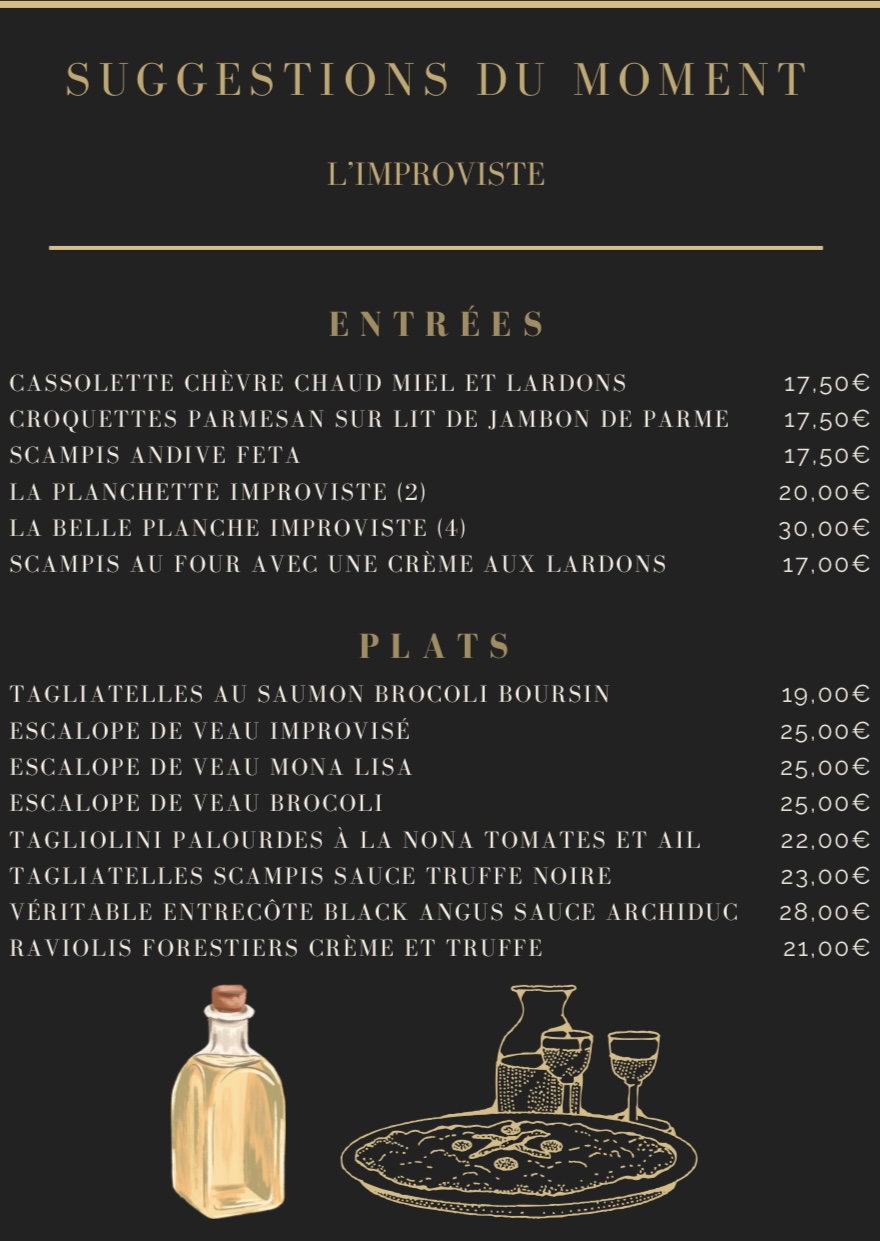 SUGGESTIONS DU MOMENT
L’IMPROVISTE
ENTRÉES
CASSOLETTE CHÈVRE CHAUD MIEL ET LARDONS 17,50€
CROQUETTES PARMESAN SUR LIT DE JAMBON DE PARME 17,50€
SCAMPIS ANDIVE FETA 17,50€
LA PLANCHETTE IMPROVISTE (2) 20,00€
LA BELLE PLANCHE IMPROVISTE (4) 30,00€
SCAMPIS AU FOUR AVEC UNE CRÈME AUX LARDONS 17,00€
PLATS
TAGLIATELLES AU SAUMON BROCOLI BOURSIN 19,00€
ESCALOPE DE VEAU IMPROVISÉ 25,00€
ESCALOPE DE VEAU MONA LISA 25,00€
ESCALOPE DE VEAU BROCOLI 25,00€
TAGLIOLINI PALOURDES À LA NONA TOMATES ET AIL 22,00€
TAGLIATELLES SCAMPIS SAUCE TRUFFE NOIRE 23,00€
VÉRITABLE ENTRECÔTE BLACK ANGUS SAUCE ARCHIDUC 28,00€
RAVIOLIS FORESTIERS CRÈME ET TRUFFE 21,00€